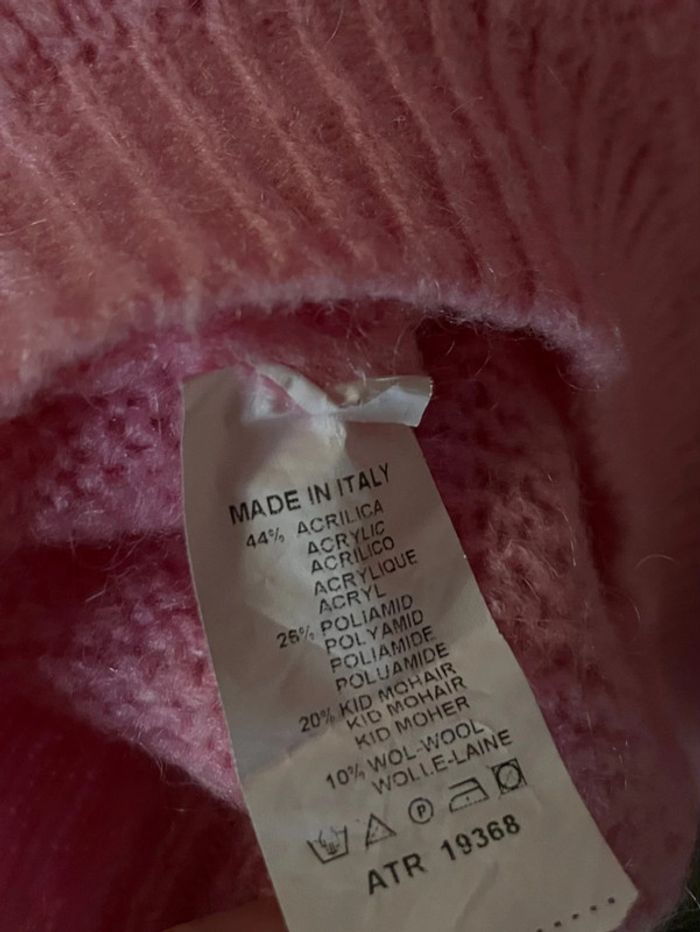 MADE IN ITALY
44% ACRILICA
ACRYLIC
ACRILICO
ACRYLIQUE
ACRYL
26% POLIAMID
POLYAMID
POLIAMIDE
POLUAMIDE
20% KID MOHAIR
KID MOHAIR
KID MOHER
10% WOL-WOOL
WOLLE-LAINE
P
ATR 19368